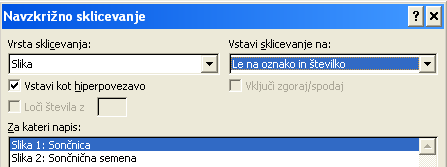 Navzkrižno sklicevanje
Vrsta sklicevanja: Vstavi sklicevanje na:
Slika Le na oznako in številko
Vstavi kot hiperpovezavo Vključi zgoraj/spodaj
Loči števila z
Za kateri napis:
Slika 1: Sončnica
Slika 2: Sončnična semena